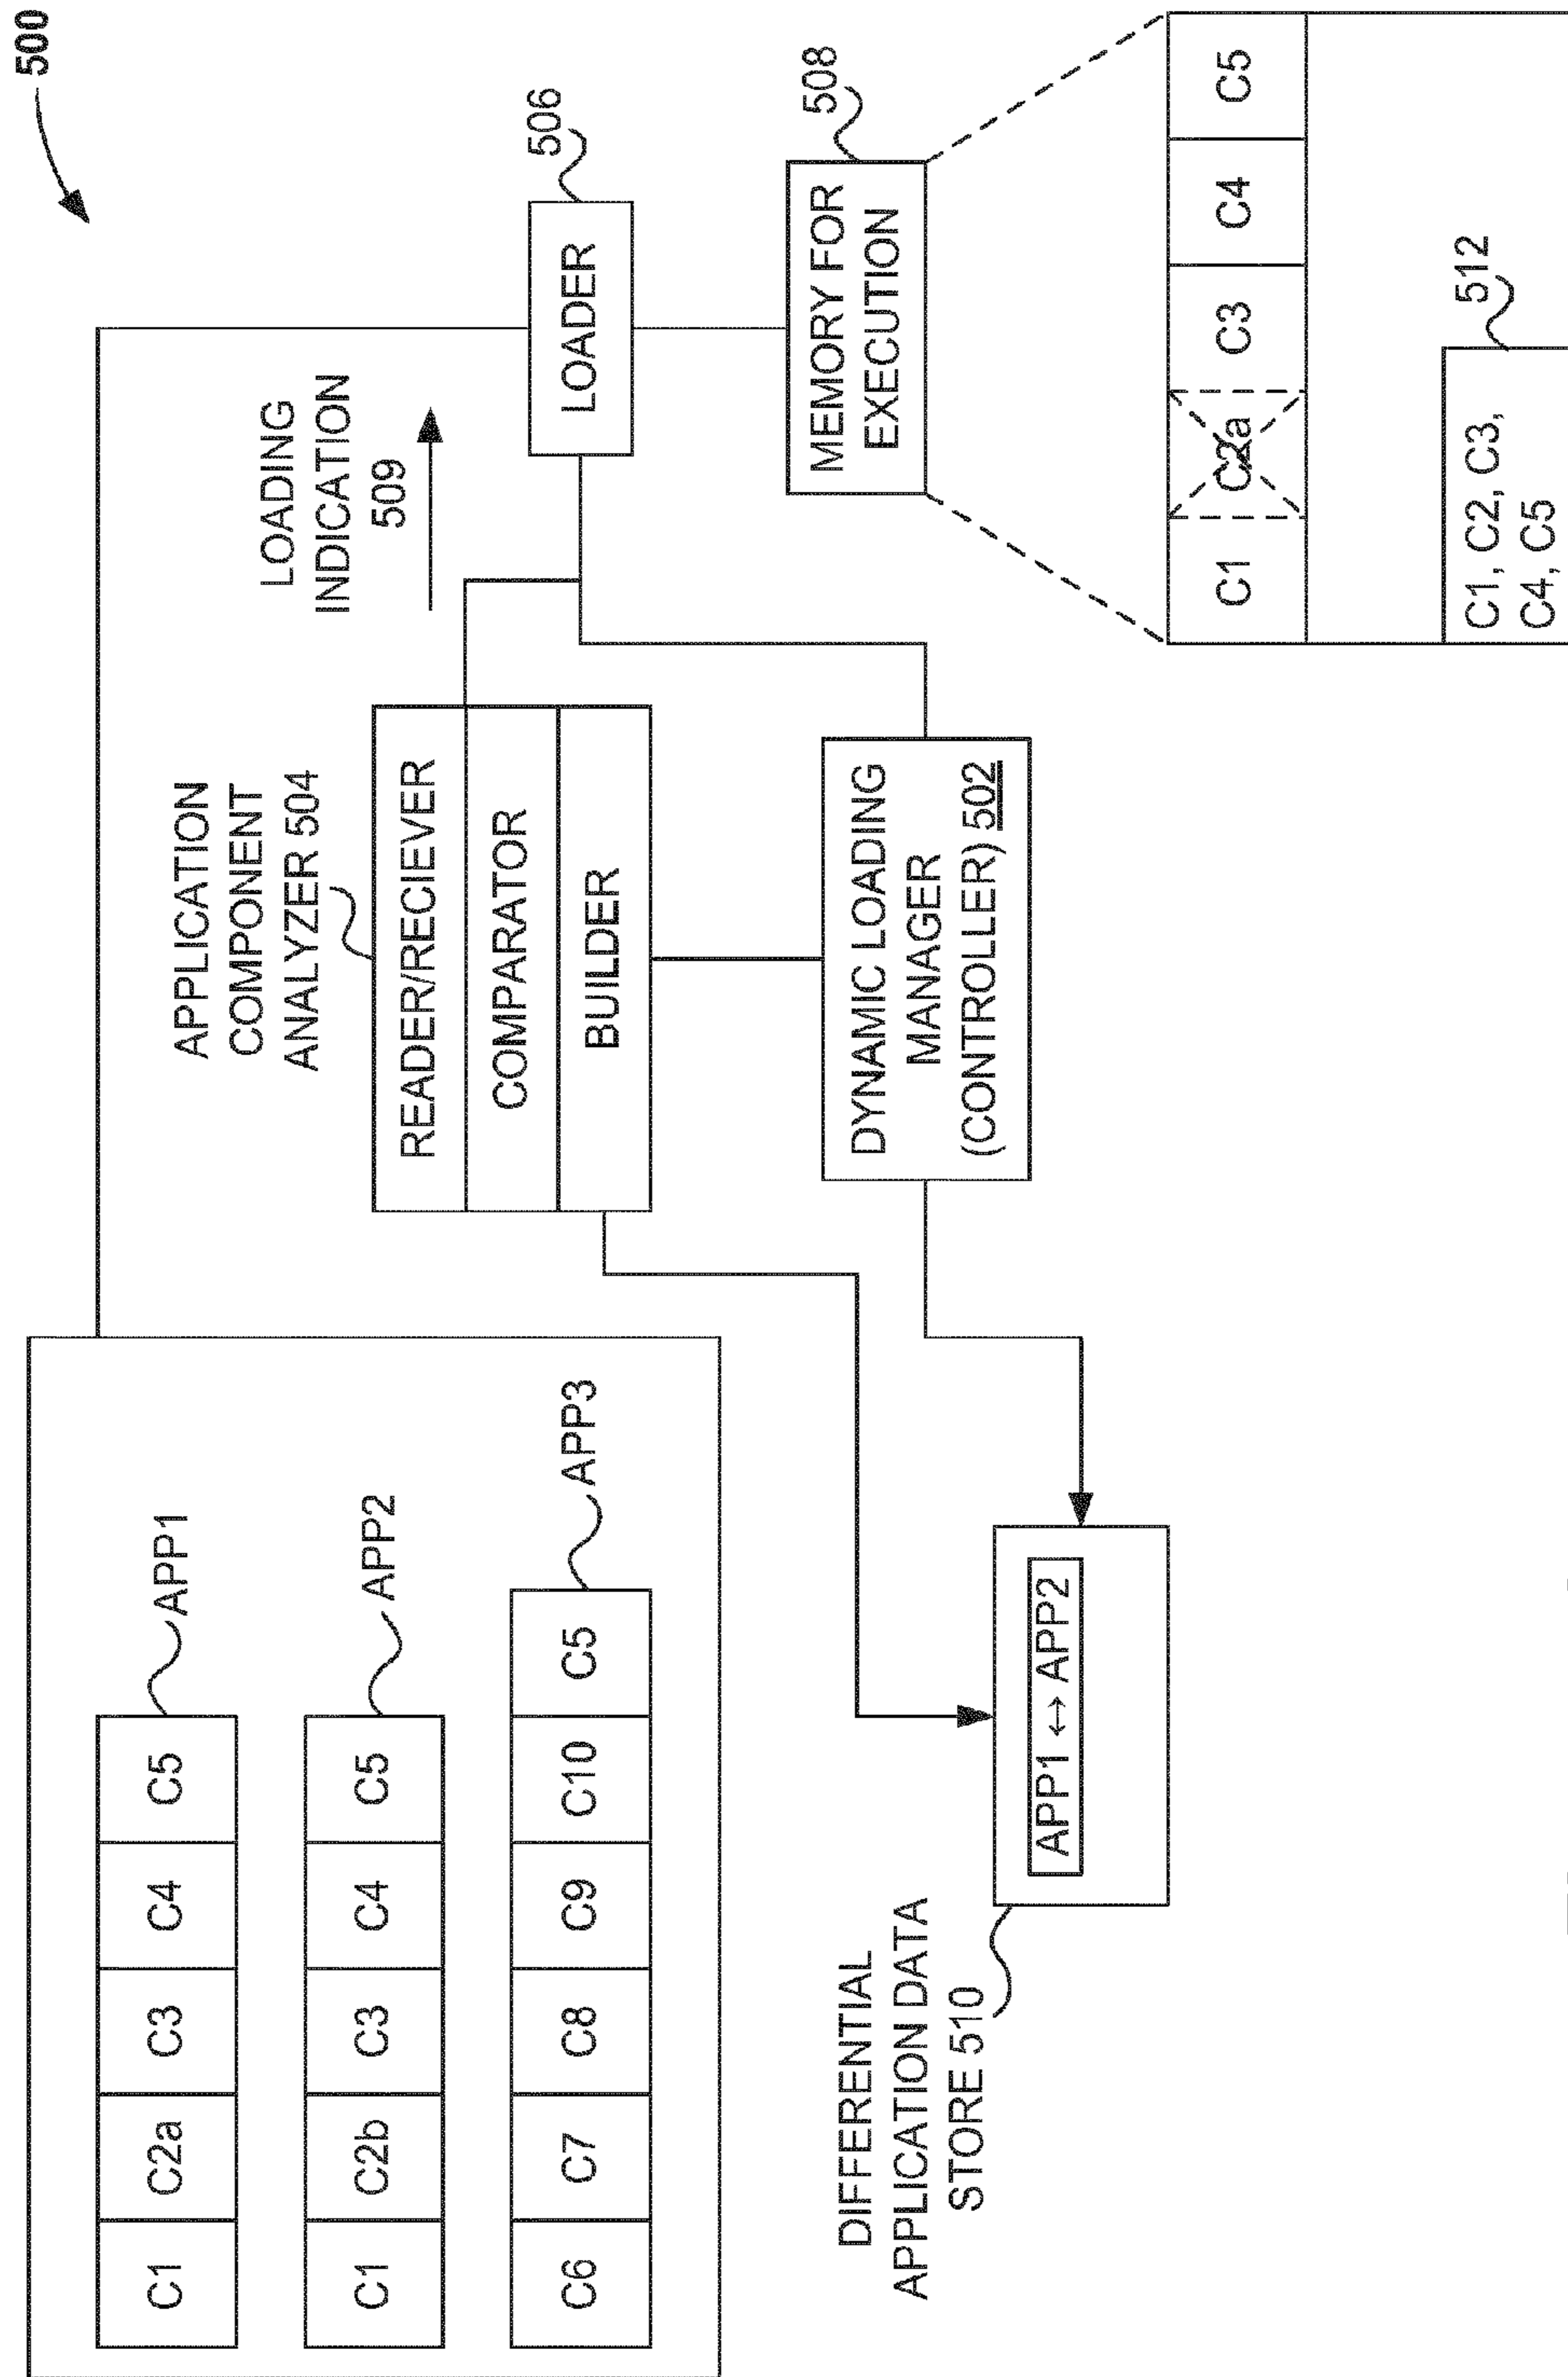 500
C1 C2a C3 C4 C5
APP1
C1 C2b C3 C4 C5
APP2
C6 C7 C8 C9 C10 C5
APP3
APPLICATION
COMPONENT
ANALYZER 504
READER/RECIEVER
COMPARATOR
BUILDER
LOADING
INDICATION
509
LOADER
506
DYNAMIC LOADING
MANAGER
(CONTROLLER) 502
MEMORY FOR
EXECUTION
508
DIFFERENTIAL
APPLICATION DATA
STORE 510
APP1 ↔ APP2
C1 C2a C3 C4 C5
C1, C2, C3,
C4, C5
512